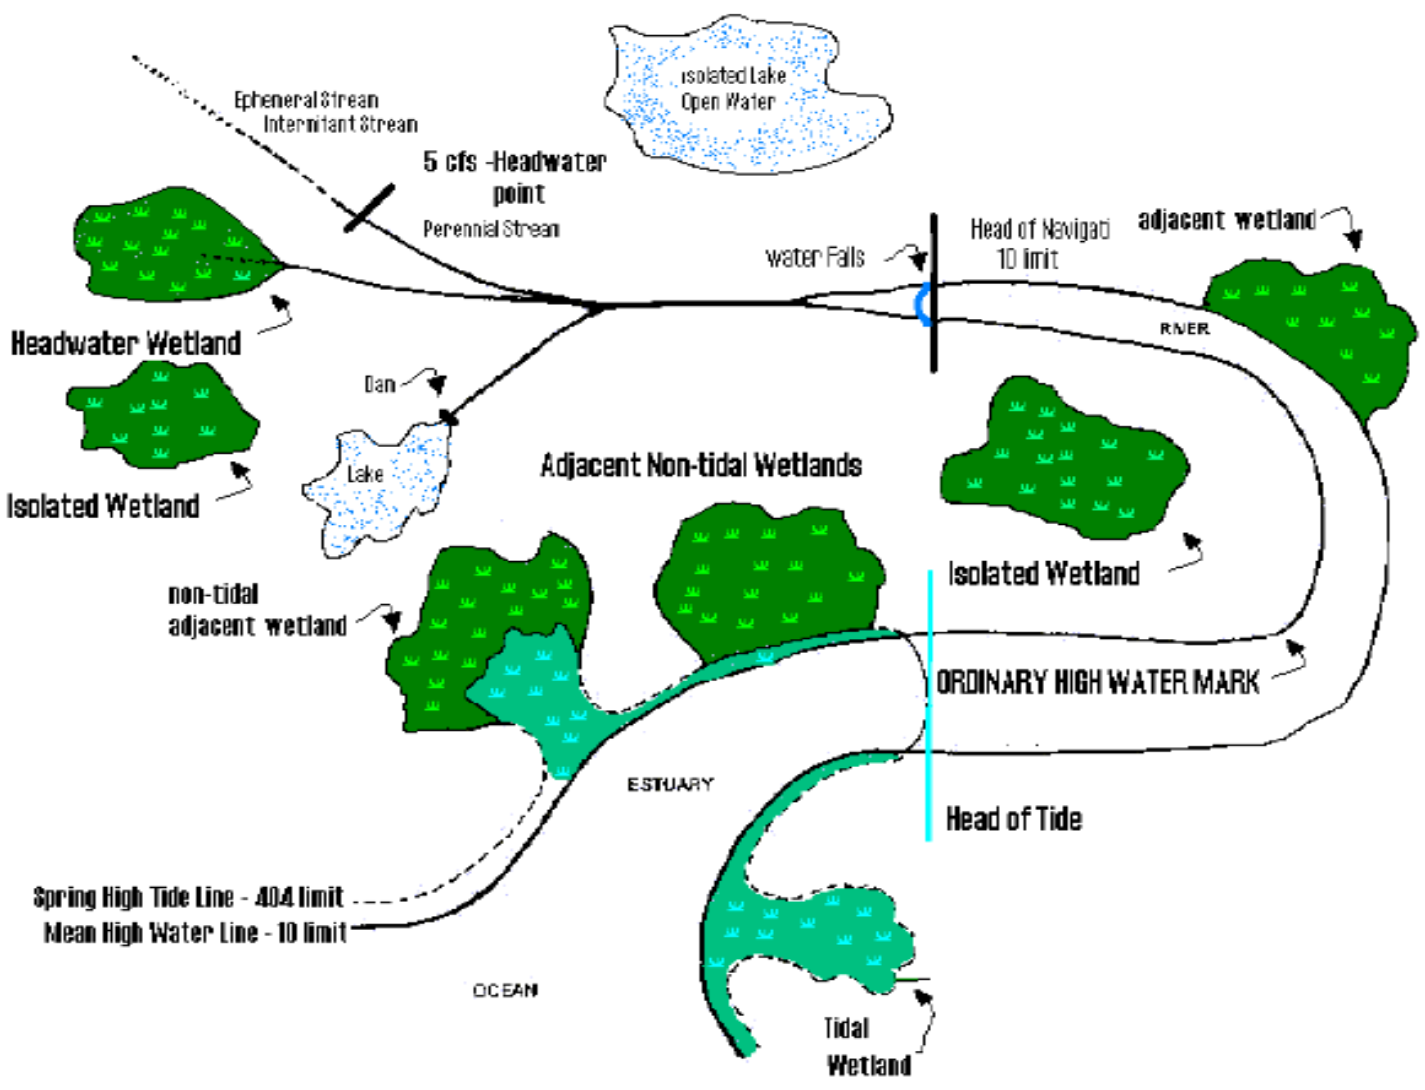 Isolated Lake
Open Water
Epheneral Strean
Intermitant Stream
5 cfs -Headwater
point
Perennial Strean
water Falls
Head of Navigati
10 limit
adjacent wetland
RIVER
Headwater Wetland
Dan
Lake
Isolated Wetland
Adjacent Non-tidal Wetlands
Isolated Wetland
non-tidal
adjacent wetland
ORDINARY HIGH WATER MARK
ESTUARY
Head of Tide
Spring High Tide Line - 404 limit
Mean High Water Line - 10 limit
OCEAN
Tidal
Wetland